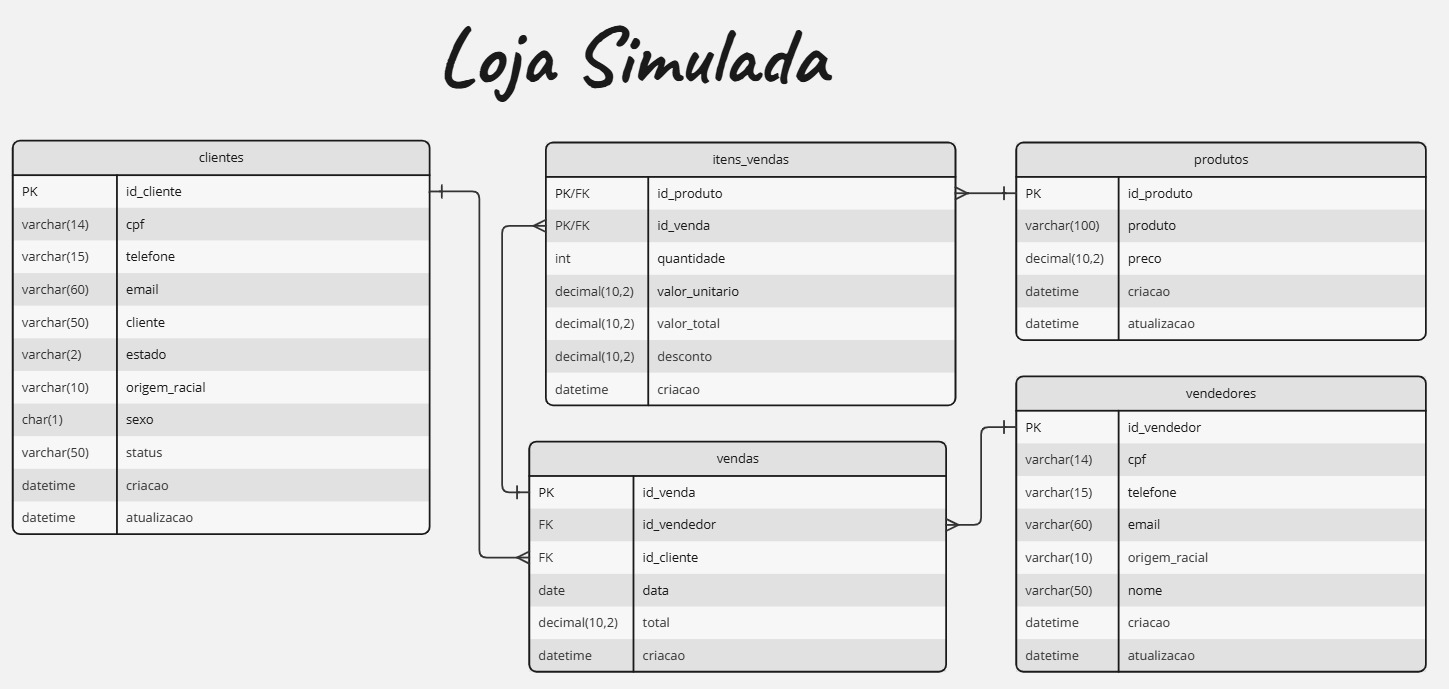 Loja Simulada
clientes
PK id_cliente
varchar(14) cpf
varchar(15) telefone
varchar(60) email
varchar(50) cliente
varchar(2) estado
varchar(10) origem_racial
char(1) sexo
varchar(50) status
datetime criacao
datetime atualizacao
itens_vendas
PK/FK id_produto
PK/FK id_venda
int quantidade
decimal(10,2) valor_unitario
decimal(10,2) valor_total
decimal(10,2) desconto
datetime criacao
produtos
PK id_produto
varchar(100) produto
decimal(10,2) preco
datetime criacao
datetime atualizacao
vendas
PK id_venda
FK id_vendedor
FK id_cliente
date data
decimal(10,2) total
datetime criacao
vendedores
PK id_vendedor
varchar(14) cpf
varchar(15) telefone
varchar(60) email
varchar(10) origem_racial
varchar(50) nome
datetime criacao
datetime atualizacao